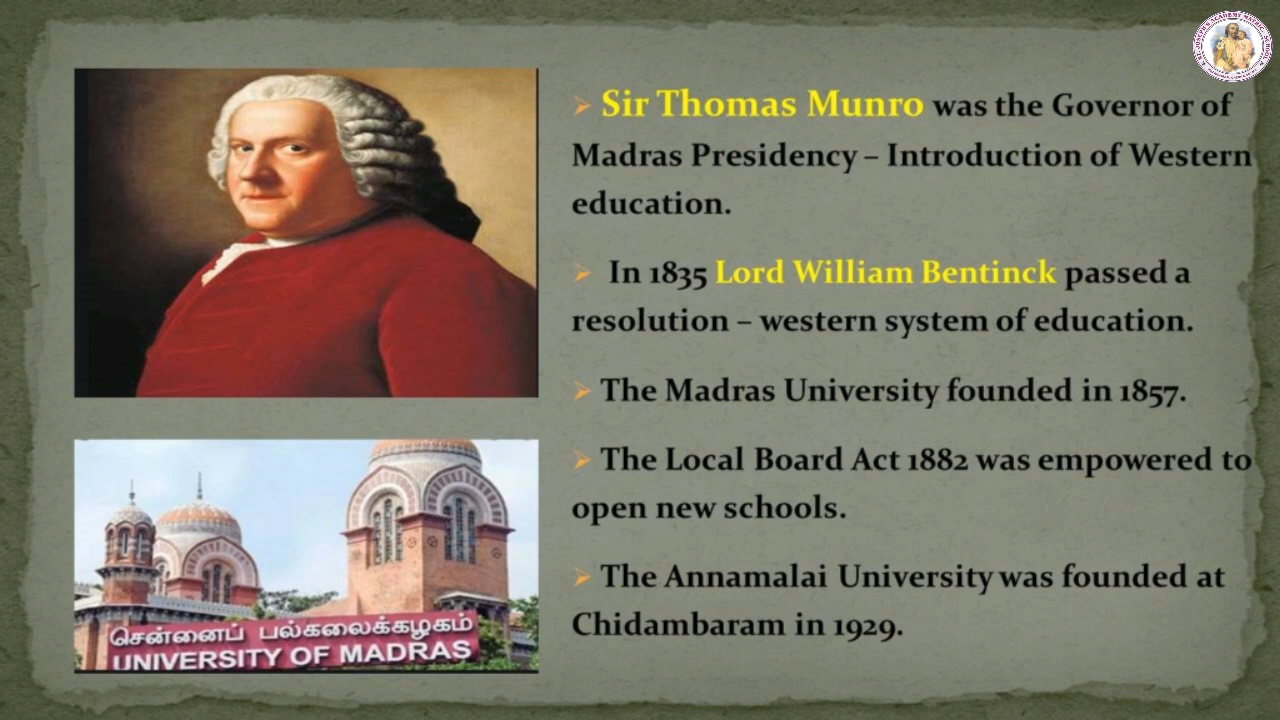 ➢ Sir Thomas Munro was the Governor of
Madras Presidency – Introduction of Western
education.
➢ In 1835 Lord William Bentinck passed a
resolution – western system of education.
➢ The Madras University founded in 1857.
➢ The Local Board Act 1882 was empowered to
open new schools.
➢ The Annamalai University was founded at
Chidambaram in 1929.
சென்னைப் பல்கலைக்கழகம்
UNIVERSITY OF MADRAS